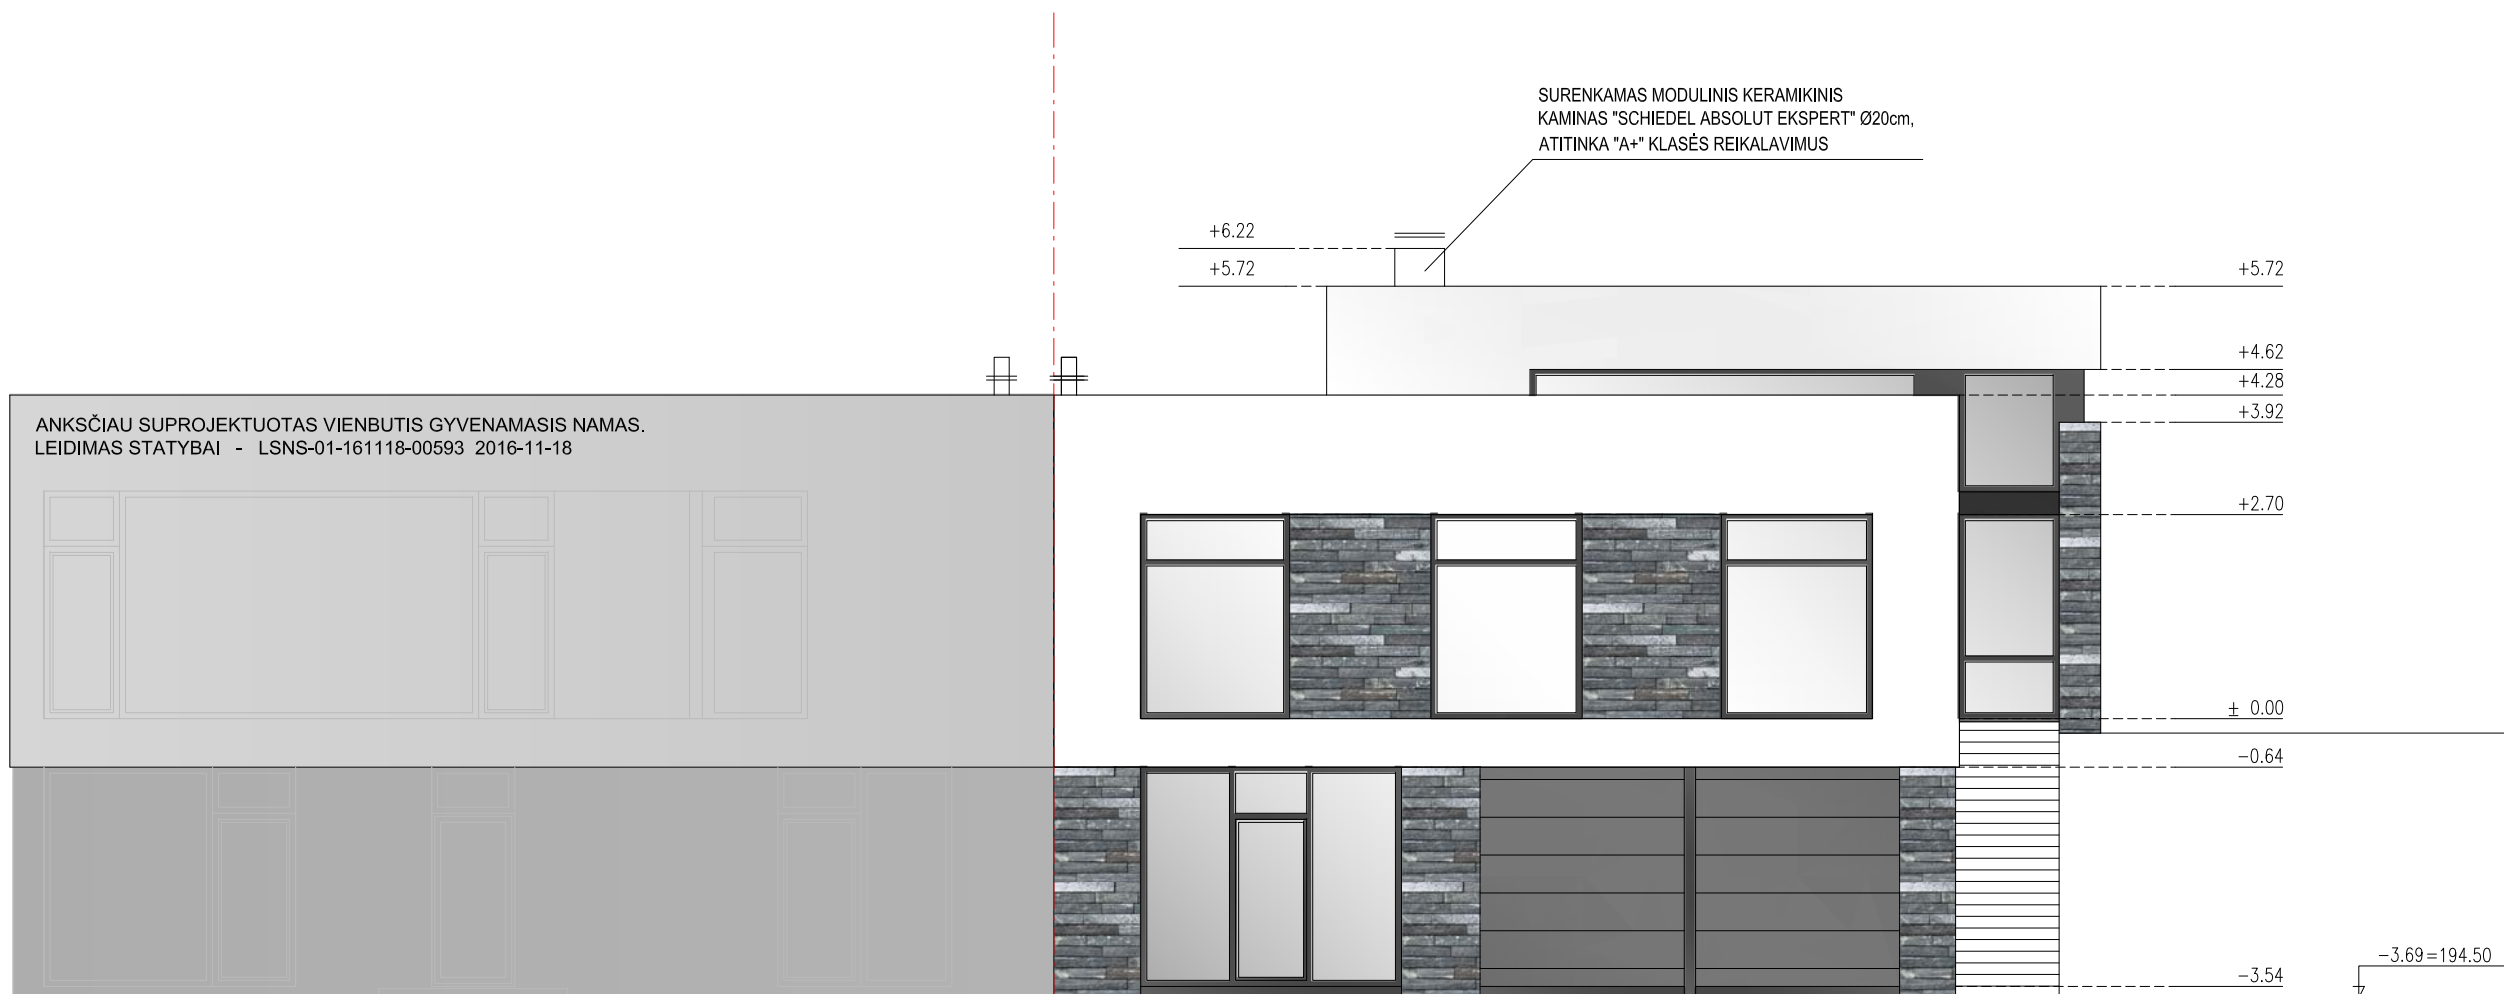 SURENKAMAS MODULINIS KERAMIKINIS
KAMINAS "SCHIEDEL ABSOLUT EKSPERT" Ø20cm,
ATITINKA "A+" KLASĖS REIKALAVIMUS
+6.22
+5.72
+5.72
+4.62
+4.28
+3.92
ANKSČIAU SUPROJEKTUOTAS VIENBUTIS GYVENAMASIS NAMAS.
LEIDIMAS STATYBAI - LSNS-01-161118-00593 2016-11-18
+2.70
± 0.00
-0.64
-3.69=194.50
-3.54